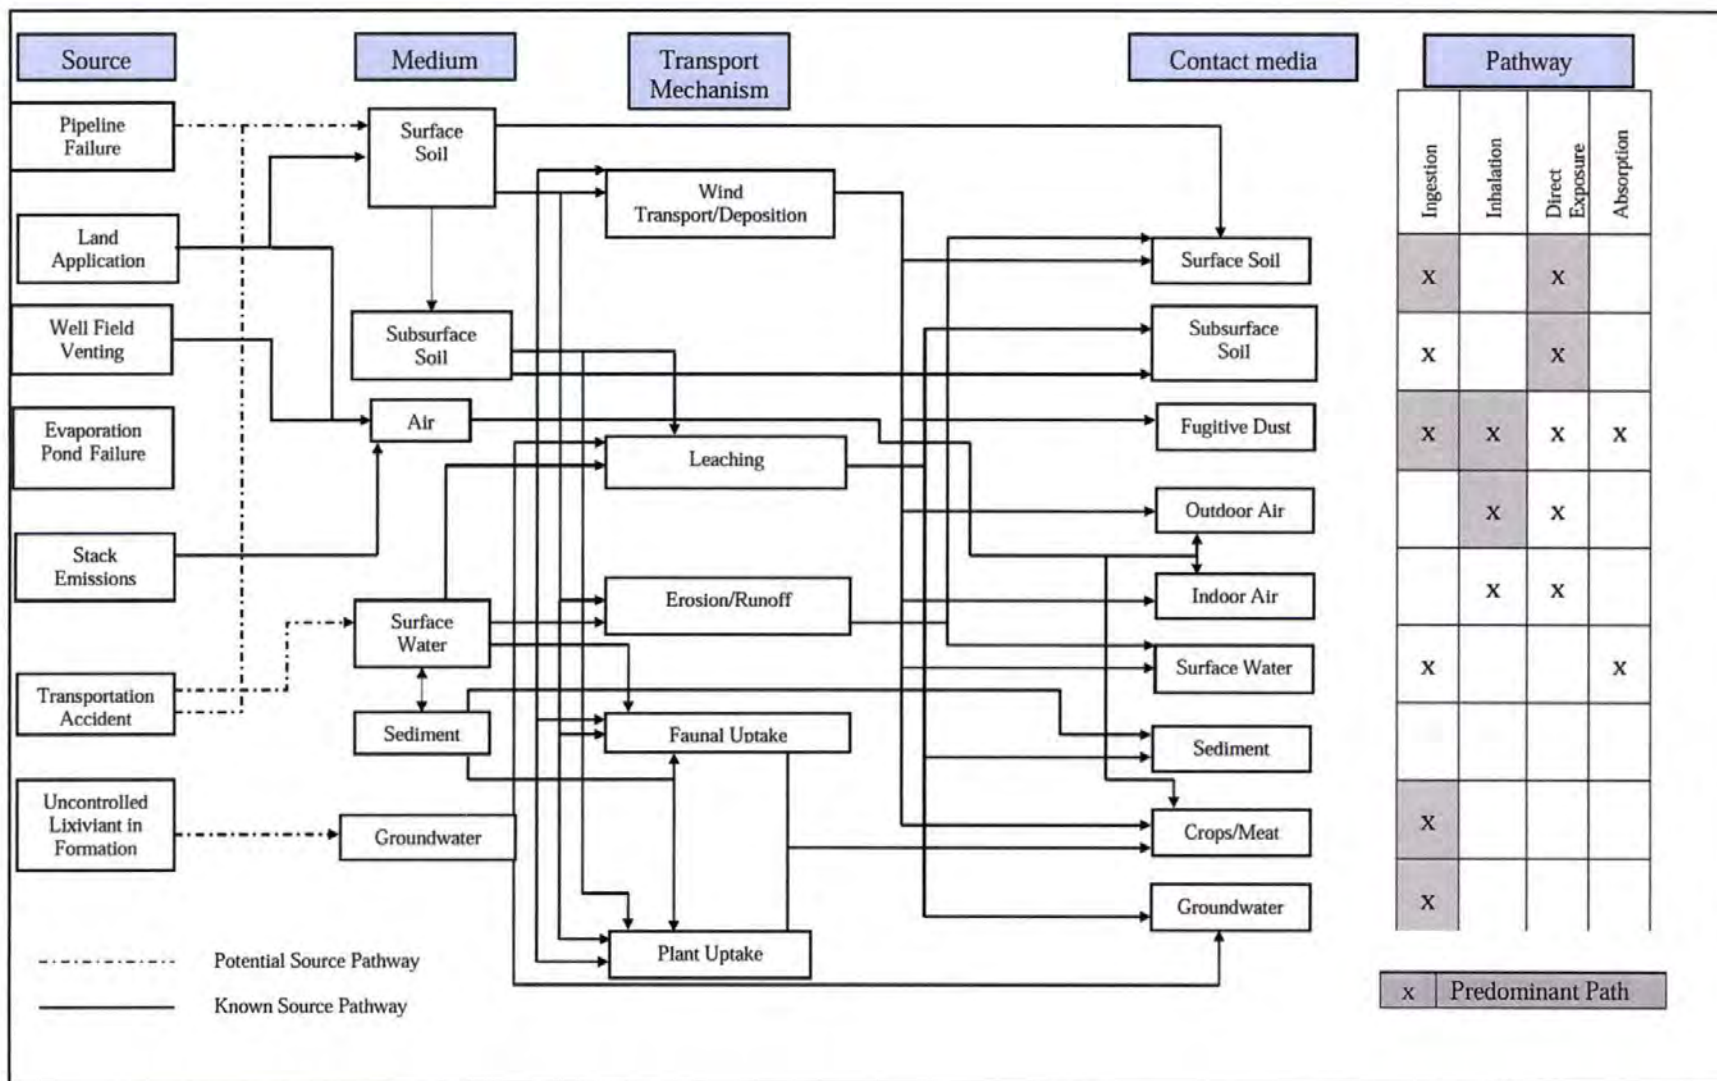 Source
Medium
Transport
Mechanism
Contact media
Pathway
Pipeline
Failure
Land
Application
Well Field
Venting
Evaporation
Pond Failure
Stack
Emissions
Transportation
Accident
Uncontrolled
Lixiviant in
Formation
Surface
Soil
Subsurface
Soil
Air
Surface
Water
Sediment
Groundwater
Wind
Transport/Deposition
Leaching
Erosion/Runoff
Faunal Uptake
Plant Uptake
Surface Soil
Subsurface
Soil
Fugitive Dust
Outdoor Air
Indoor Air
Surface Water
Sediment
Crops/Meat
Groundwater
Ingestion
Inhalation
Direct
Exposure
Absorption
x x
x x
x x x x
x x
x x
x x
x
x
Potential Source Pathway
Known Source Pathway
x Predominant Path